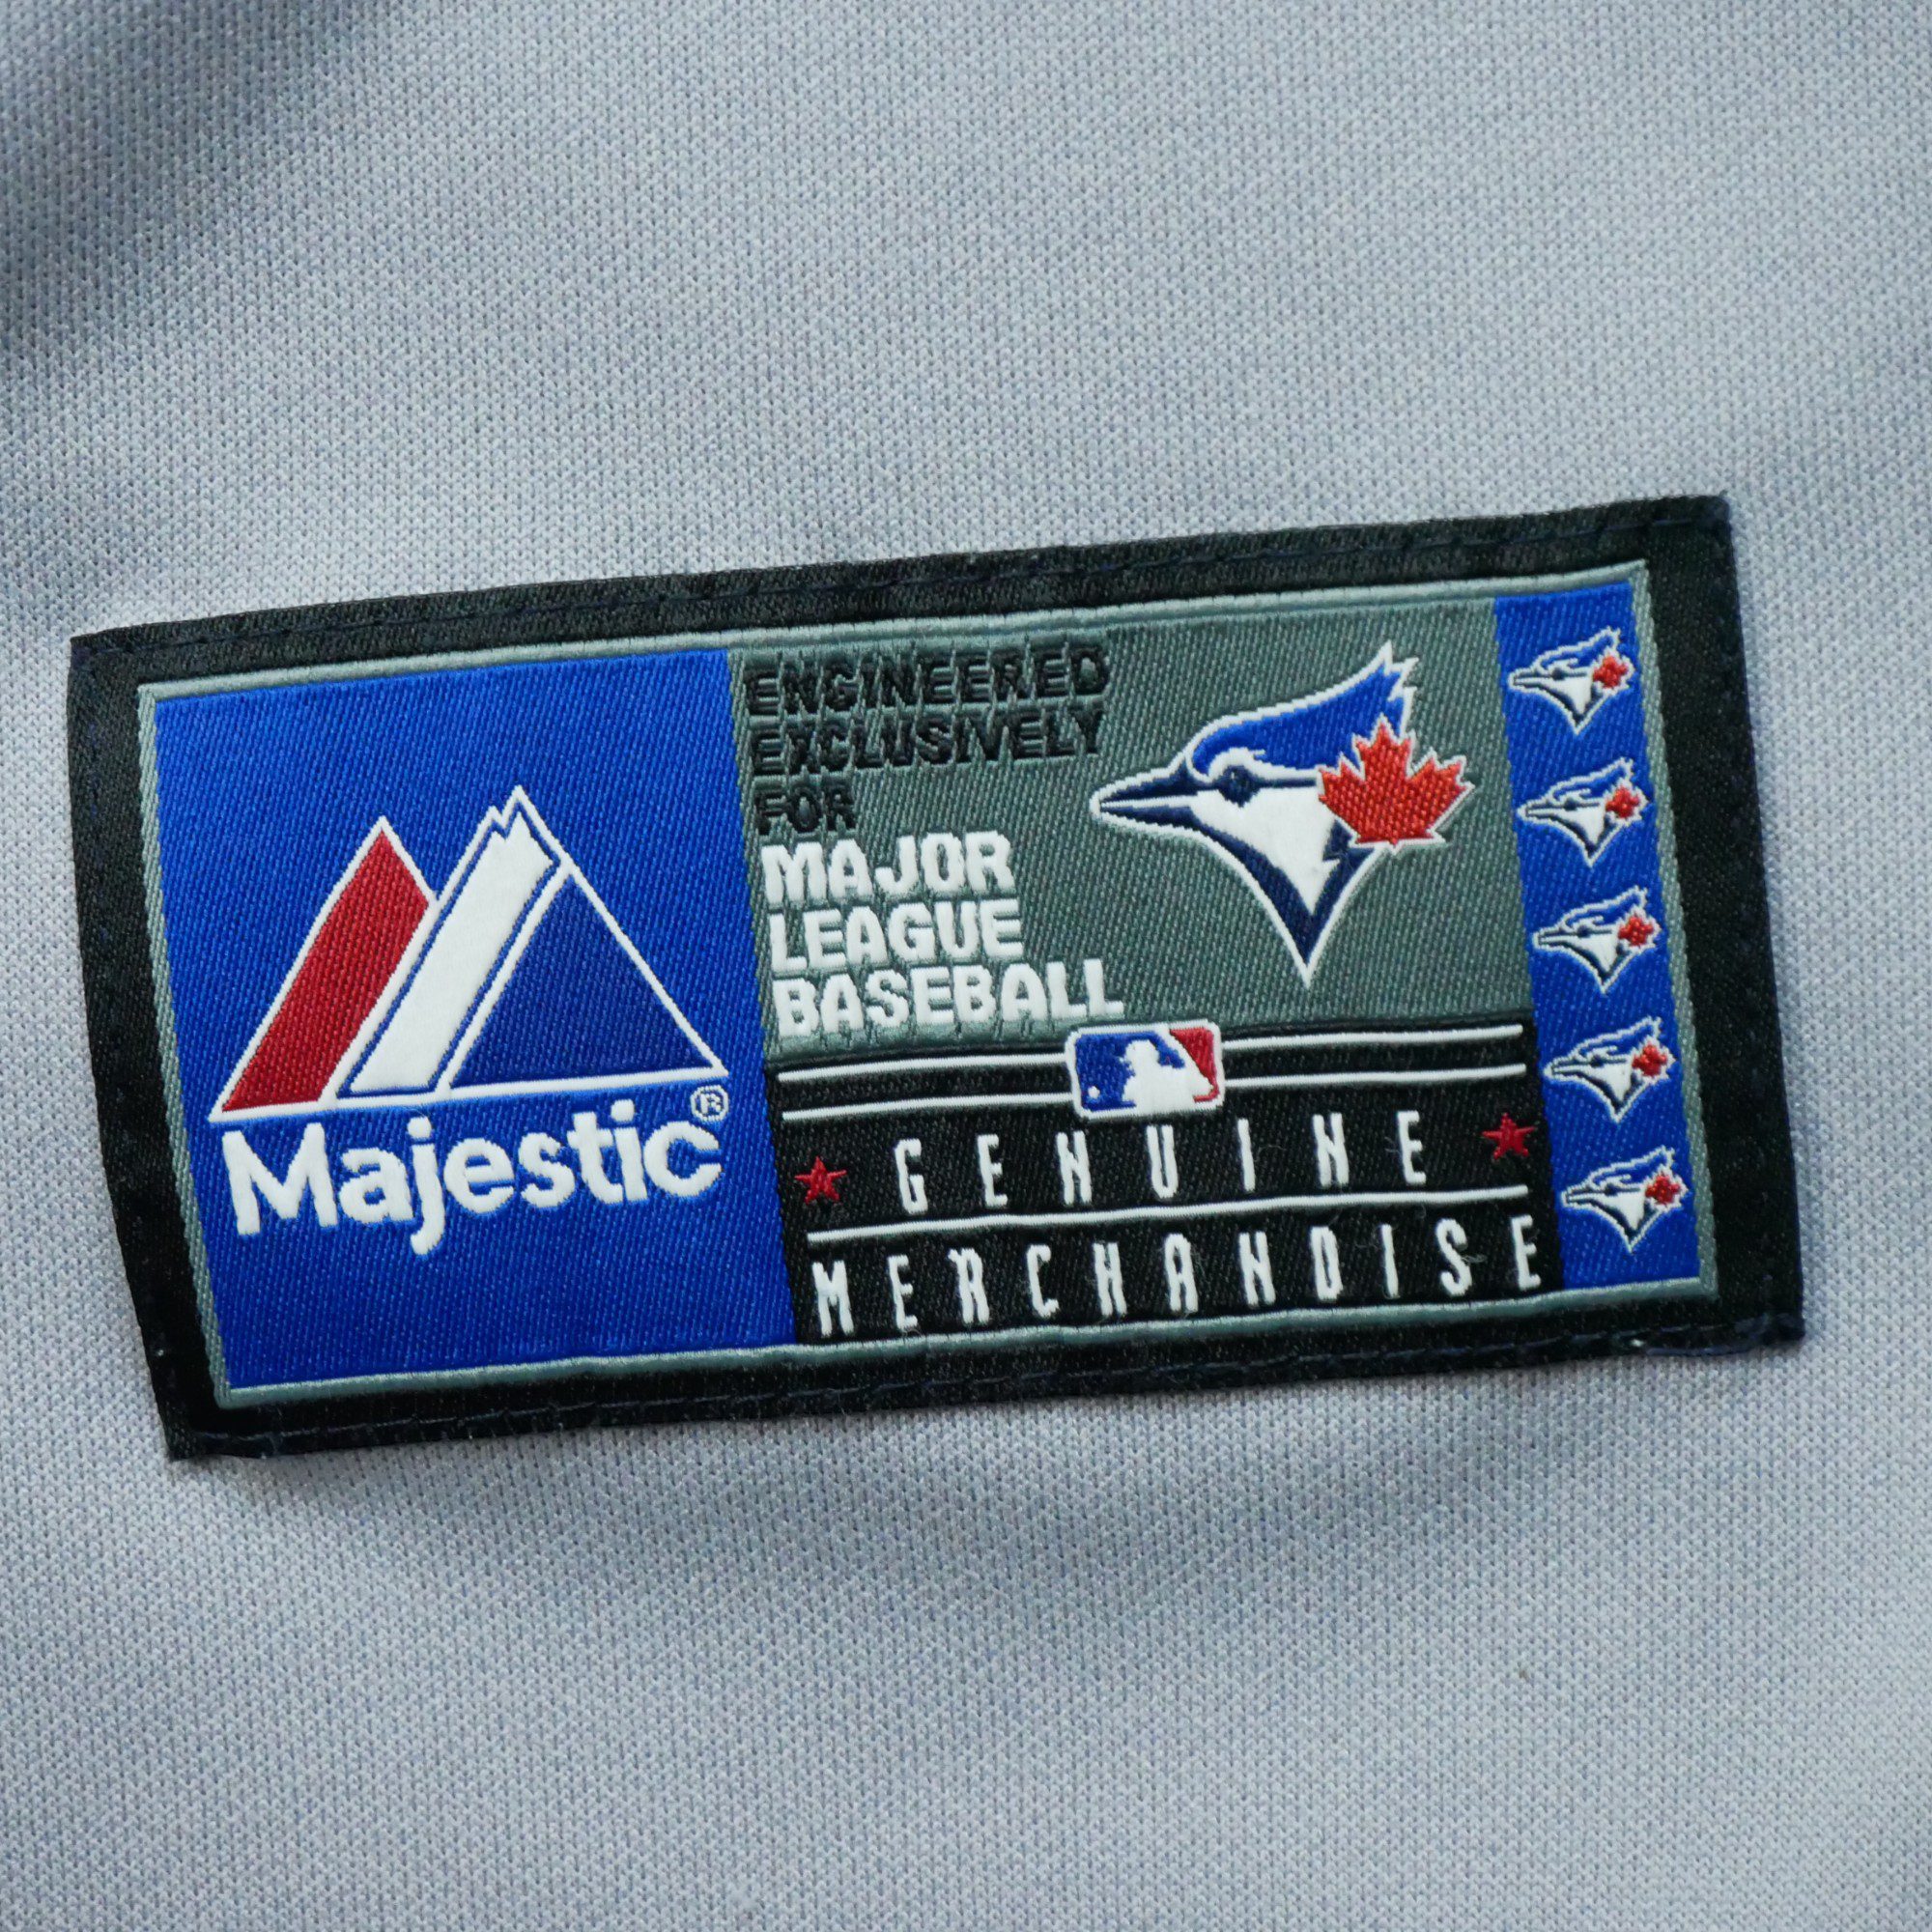 Majestic®
ENGINEERED
EXCLUSIVELY
FOR
MAJOR
LEAGUE
BASEBALL
GENUINE
MERCHANDISE